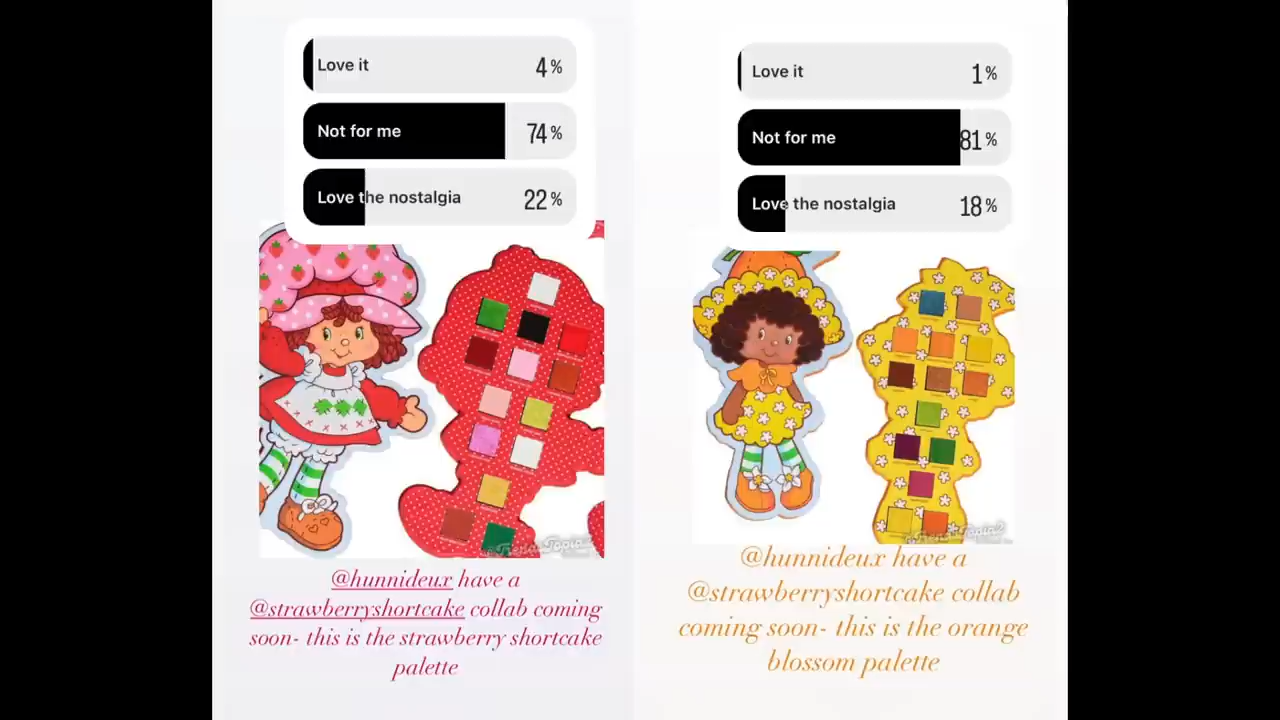 Love it 4%
Not for me 74%
Love the nostalgia 22%
@TrendsTopia2
@hunnideux have a
@strawberryshortcake collab coming
soon- this is the strawberry shortcake
palette
Love it 1%
Not for me 81%
Love the nostalgia 18%
@TrendsTopia2
@hunnideux have a
@strawberryshortcake collab
coming soon- this is the orange
blossom palette